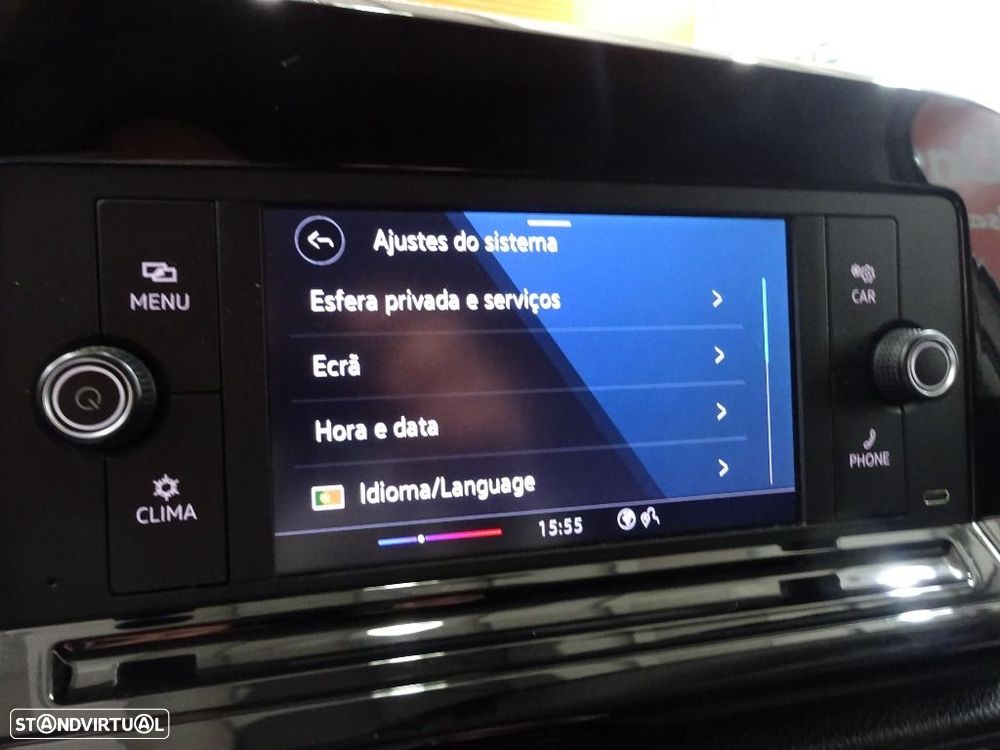 MENU
CLIMA
Ajustes do sistema
Esfera privada e serviços
Ecrã
Hora e data
Idioma/Language
15:55
CAR
PHONE
STANDVIRTUAL